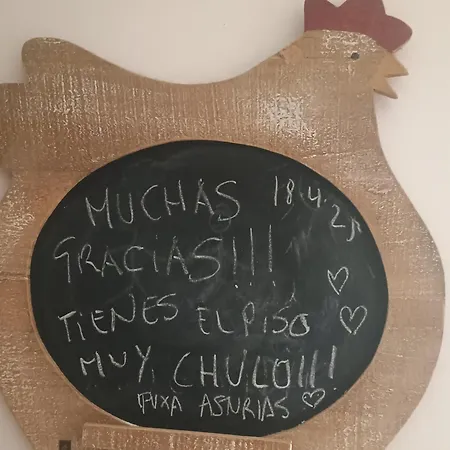 MUCHAS 18.4.25
GRACIAS!!!
TIENES EL PISO
MUY CHULO!!!
PUXA ASTURIAS